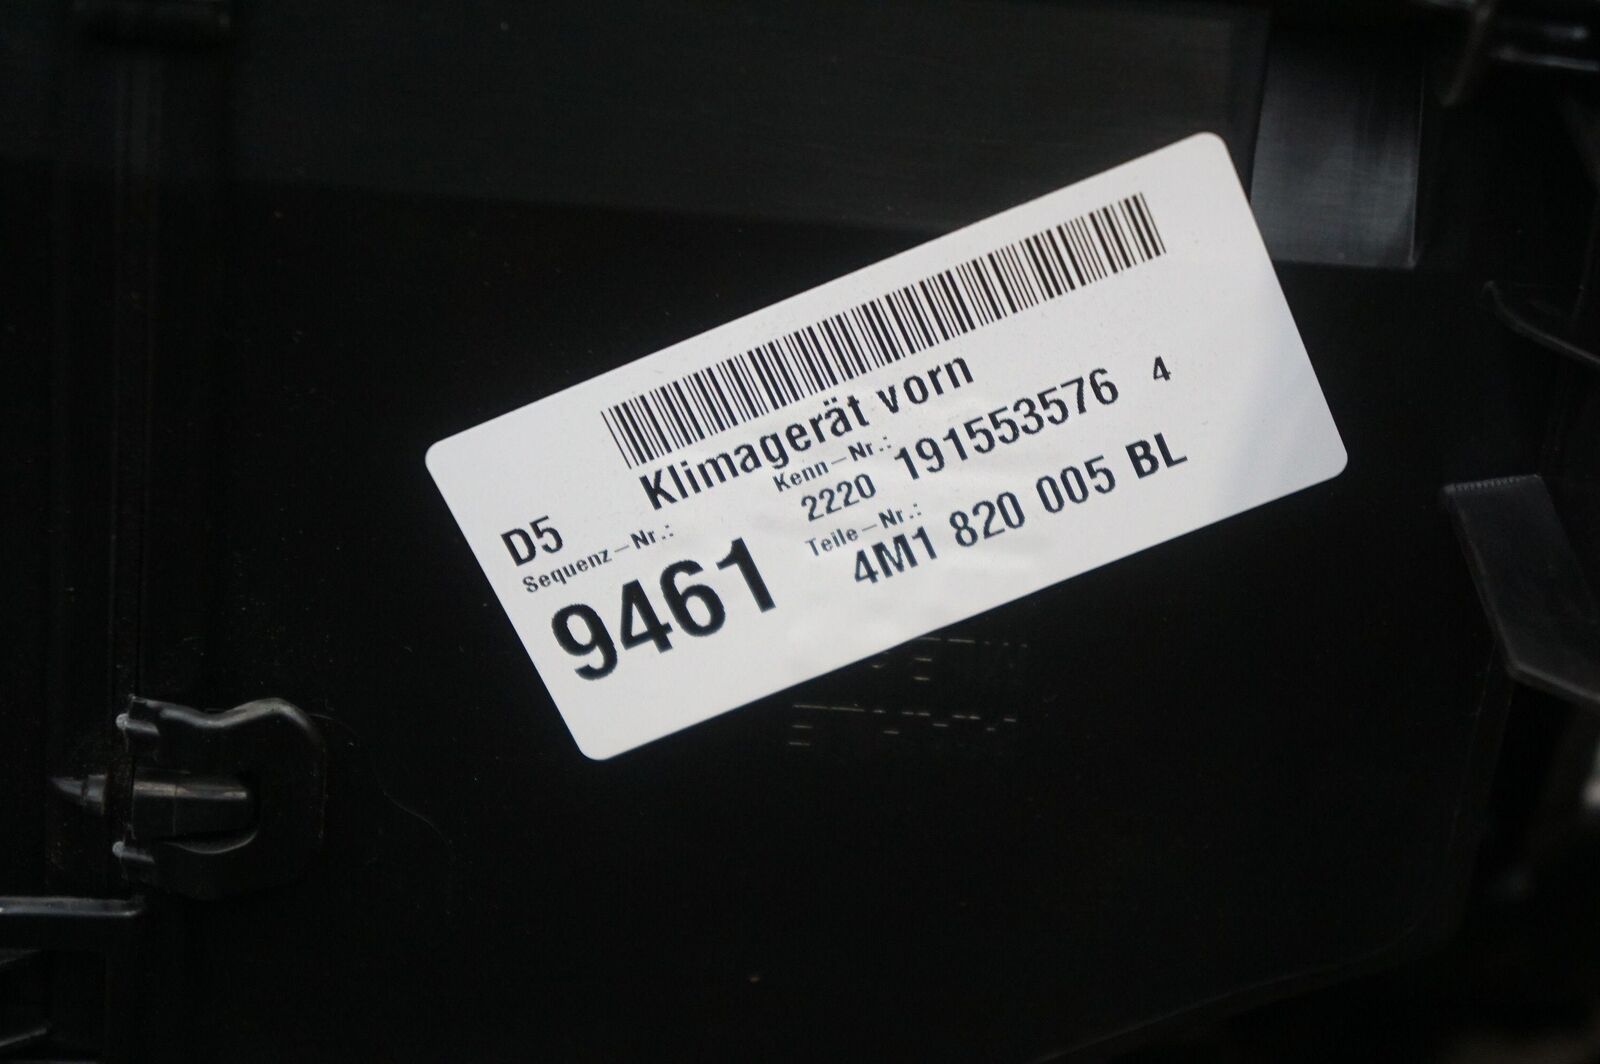 Klimagerät vorn
D5
Kenn-Nr.:
2220 191553576 4
Sequenz-Nr.:
9461
Teile-Nr.:
4M1 820 005 BL